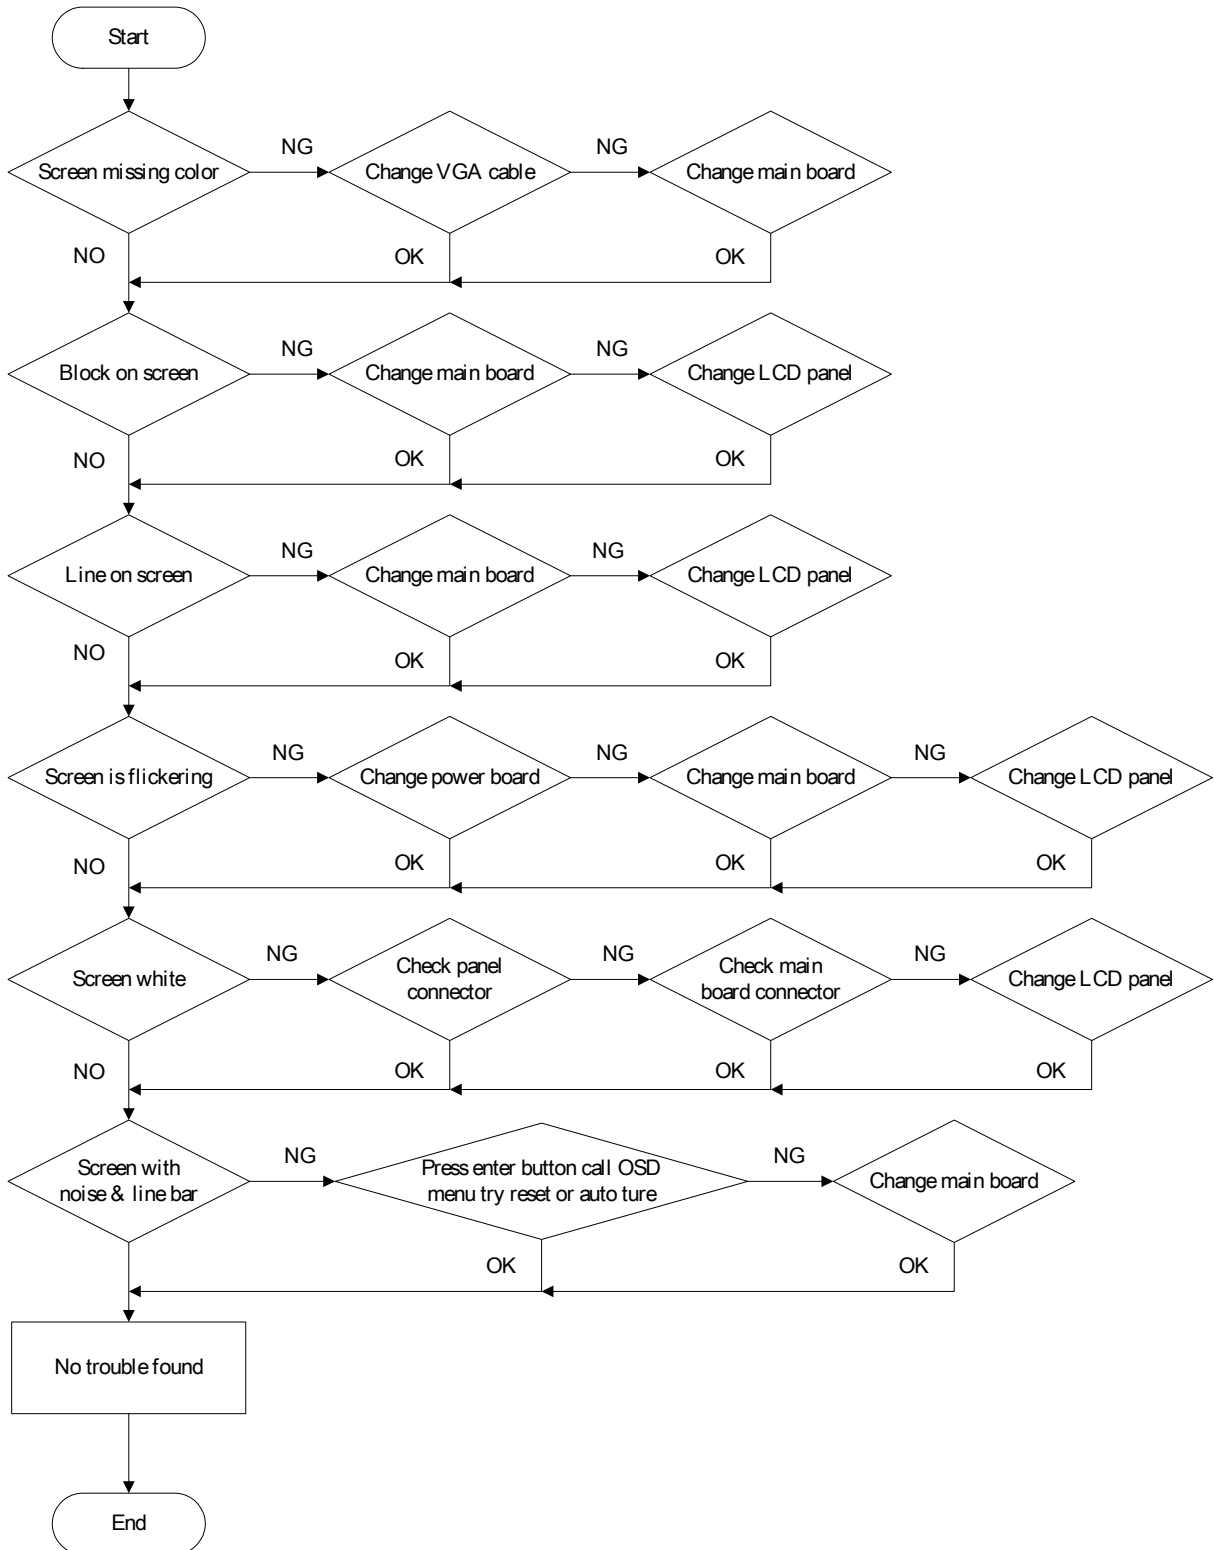 Start
NG
NG
Screen missing color
Change VGA cable
Change main board
NO
OK
OK
NG
NG
Block on screen
Change main board
Change LCD panel
NO
OK
OK
NG
NG
Line on screen
Change main board
Change LCD panel
NO
OK
OK
NG
NG
NG
Screen is flickering
Change power board
Change main board
Change LCD panel
NO
OK
OK
OK
NG
NG
NG
Screen white
Check panel
connector
Check main
board connector
Change LCD panel
NO
OK
OK
OK
NG
NG
Screen with
noise & line bar
Press enter button call OSD
menu try reset or auto ture
Change main board
OK
OK
No trouble found
End